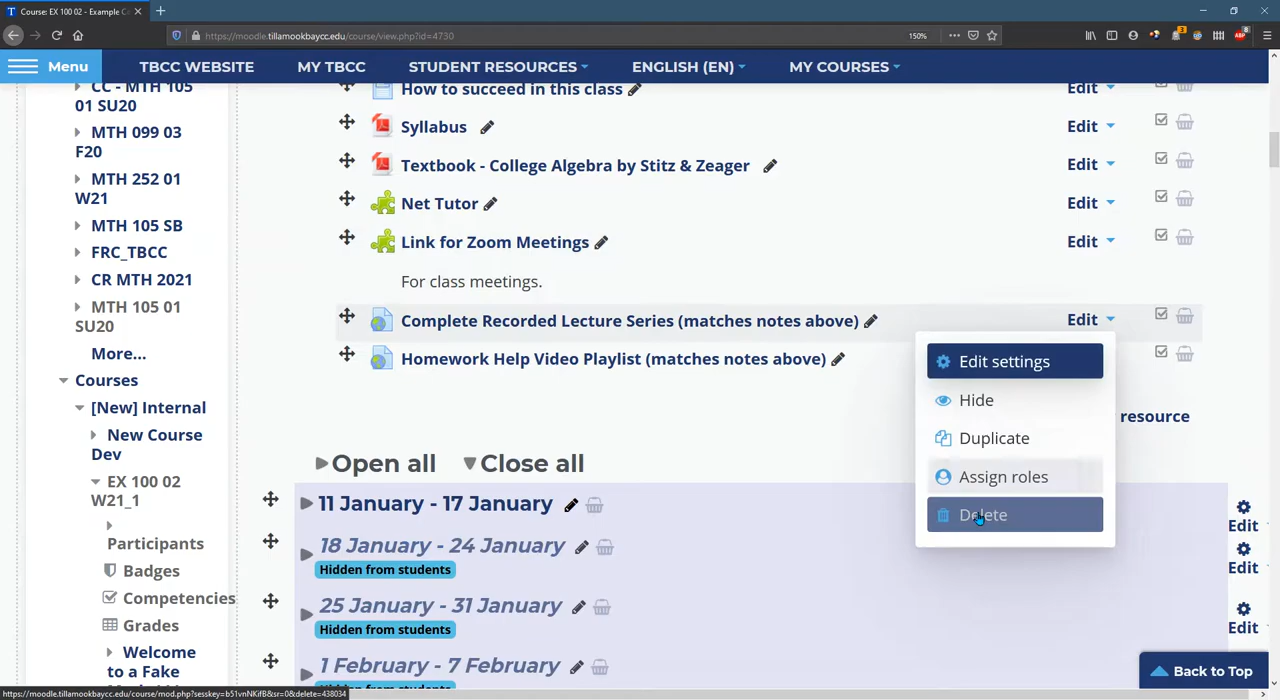 Course: EX 100 02 - Example C
https://moodle.tillamookbaycc.edu/course/view.php?id=4730
150%
Menu
TBCC WEBSITE
MY TBCC
STUDENT RESOURCES
ENGLISH (EN)
MY COURSES
CC - MTH 105
01 SU20
MTH 099 03
F20
MTH 252 01
W21
MTH 105 SB
FRC_TBCC
CR MTH 2021
MTH 105 01
SU20
More...
Courses
[New] Internal
New Course
Dev
EX 100 02
W21_1
Participants
Badges
Competencies
Grades
Welcome
to a Fake
How to succeed in this class
Edit
Syllabus
Edit
Textbook - College Algebra by Stitz & Zeager
Edit
Net Tutor
Edit
Link for Zoom Meetings
Edit
For class meetings.
Complete Recorded Lecture Series (matches notes above)
Edit
Homework Help Video Playlist (matches notes above)
Edit settings
Hide
Duplicate
Assign roles
Delete
resource
Open all
Close all
11 January - 17 January
Edit
18 January - 24 January
Hidden from students
Edit
25 January - 31 January
Hidden from students
Edit
1 February - 7 February
Back to Top
https://moodle.tillamookbaycc.edu/course/mod.php?sesskey=b51vnNKifB&sr=0&delete=438034